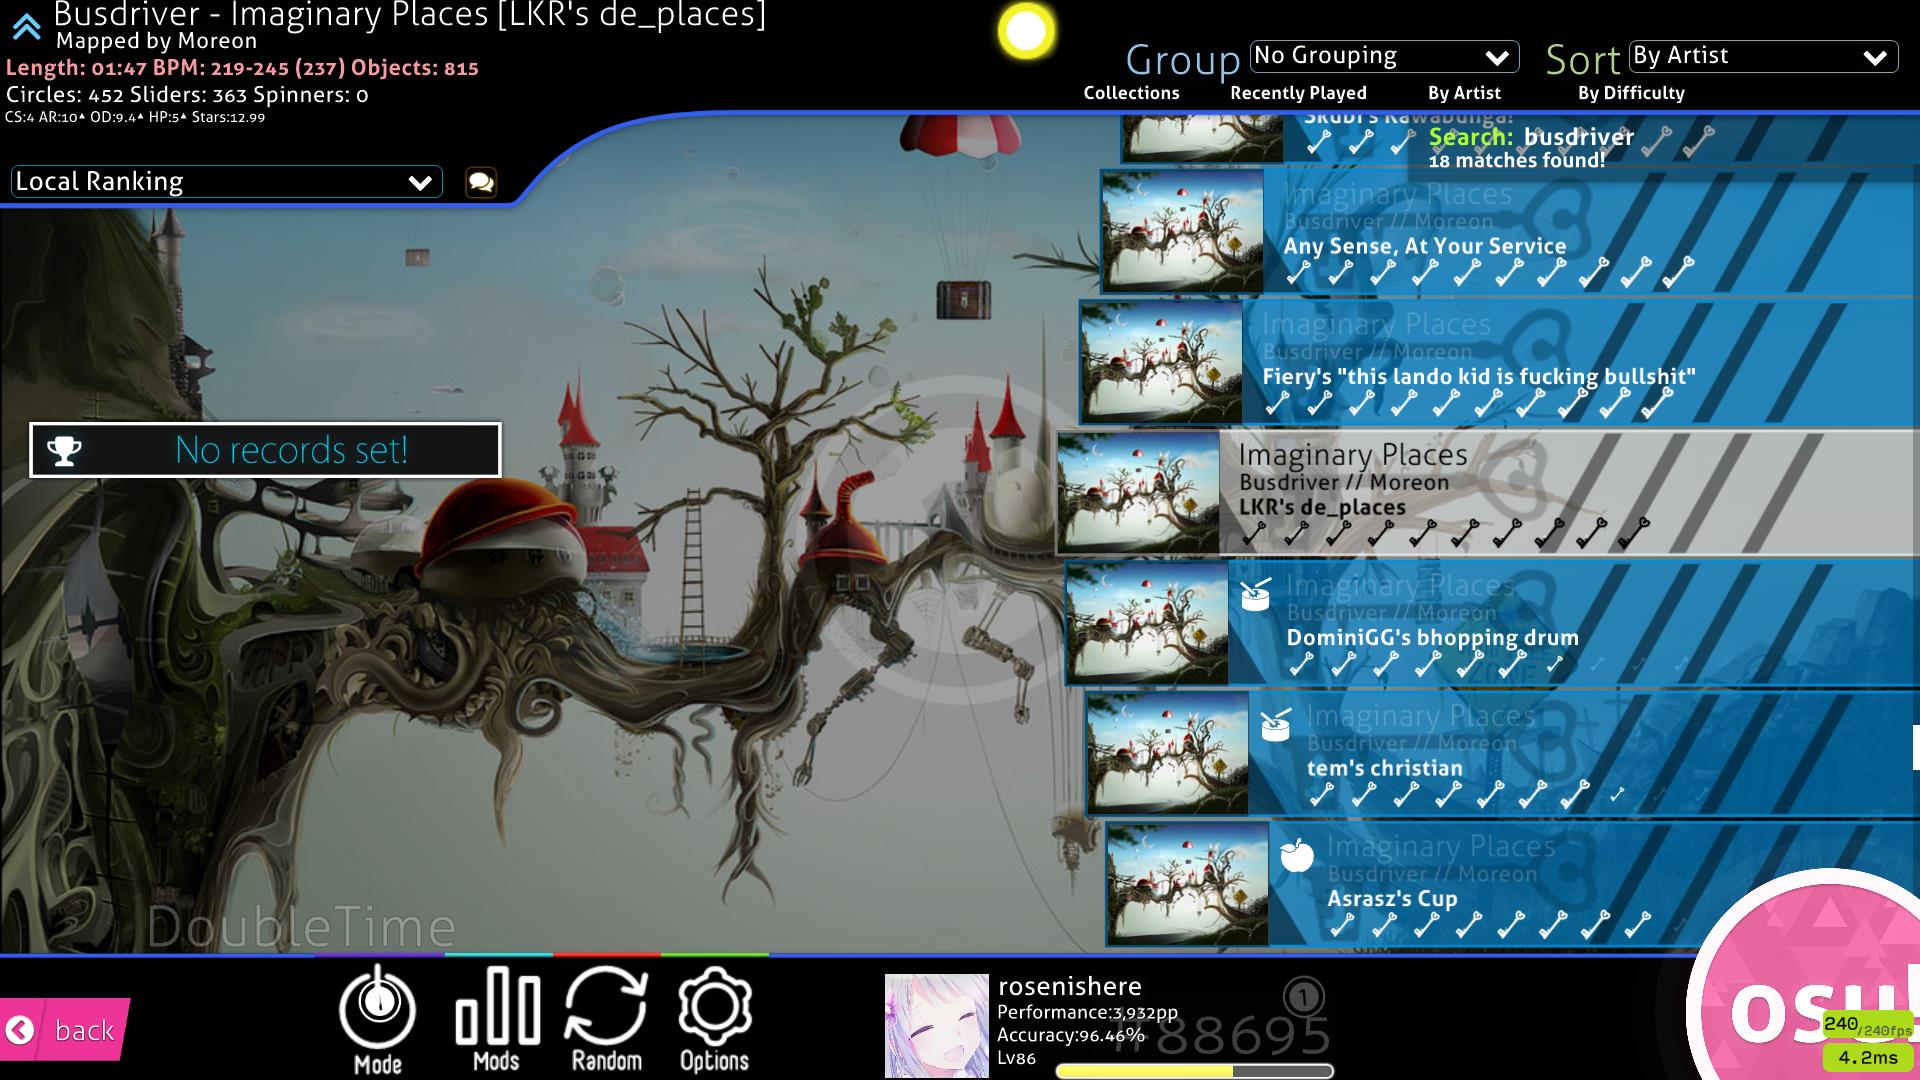 Busdriver - Imaginary Places [LKR's de_places]
Mapped by Moreon
Length: 01:47 BPM: 219-245 (237) Objects: 815
Circles: 452 Sliders: 363 Spinners: 0
CS:4 AR:10▲ OD:9.4▲ HP:5▲ Stars:12.99
Group No Grouping
Sort By Artist
Collections Recently Played By Artist By Difficulty
Skubi's Kawabunga!
Search: busdriver
18 matches found!
Local Ranking
No records set!
Imaginary Places
Busdriver // Moreon
Any Sense, At Your Service
Imaginary Places
Busdriver // Moreon
Fiery's "this lando kid is fucking bullshit"
Imaginary Places
Busdriver // Moreon
LKR's de_places
Imaginary Places
Busdriver // Moreon
DominiGG's bhopping drum
Imaginary Places
Busdriver // Moreon
tem's christian
Imaginary Places
Busdriver // Moreon
Asrasz's Cup
DoubleTime
back
Mode
Mods
Random
Options
rosenishere
Performance:3,932pp
Accuracy:96.46%
Lv86
1
#88695
osu!
240/240fps
4.2ms